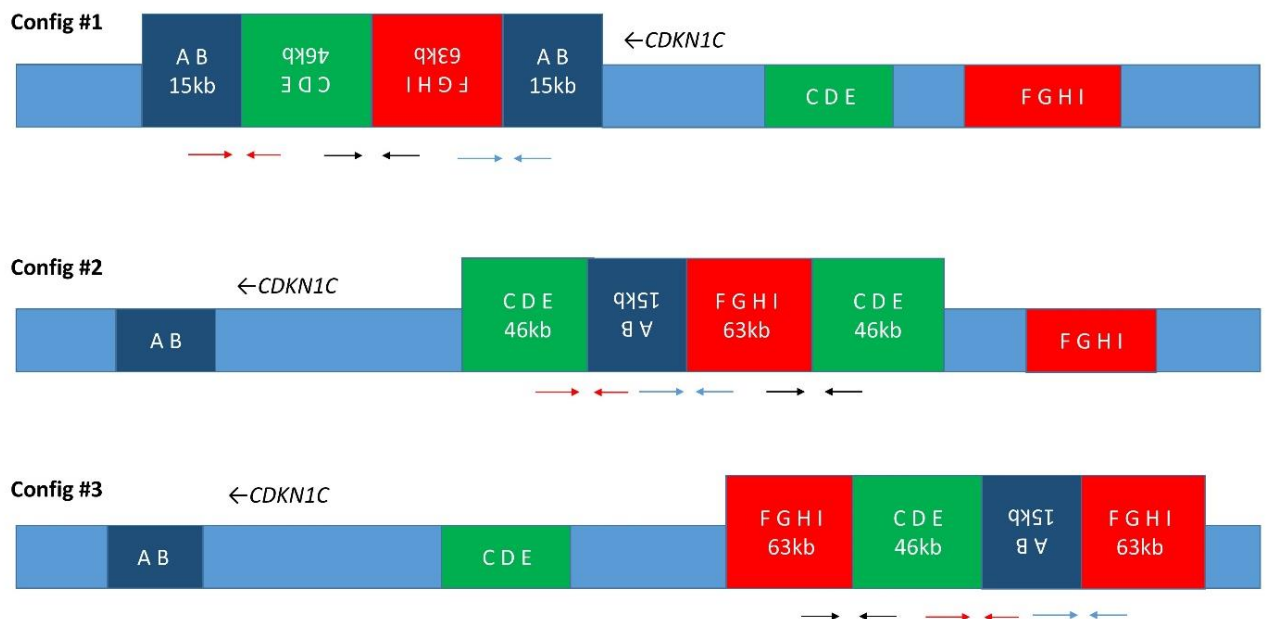 Config #1
A B
15kb
C D E
46kb
F G H I
63kb
A B
15kb
←CDKN1C
C D E
F G H I
Config #2
A B
←CDKN1C
C D E
46kb
A B
15kb
F G H I
63kb
C D E
46kb
F G H I
Config #3
A B
←CDKN1C
C D E
F G H I
63kb
C D E
46kb
A B
15kb
F G H I
63kb